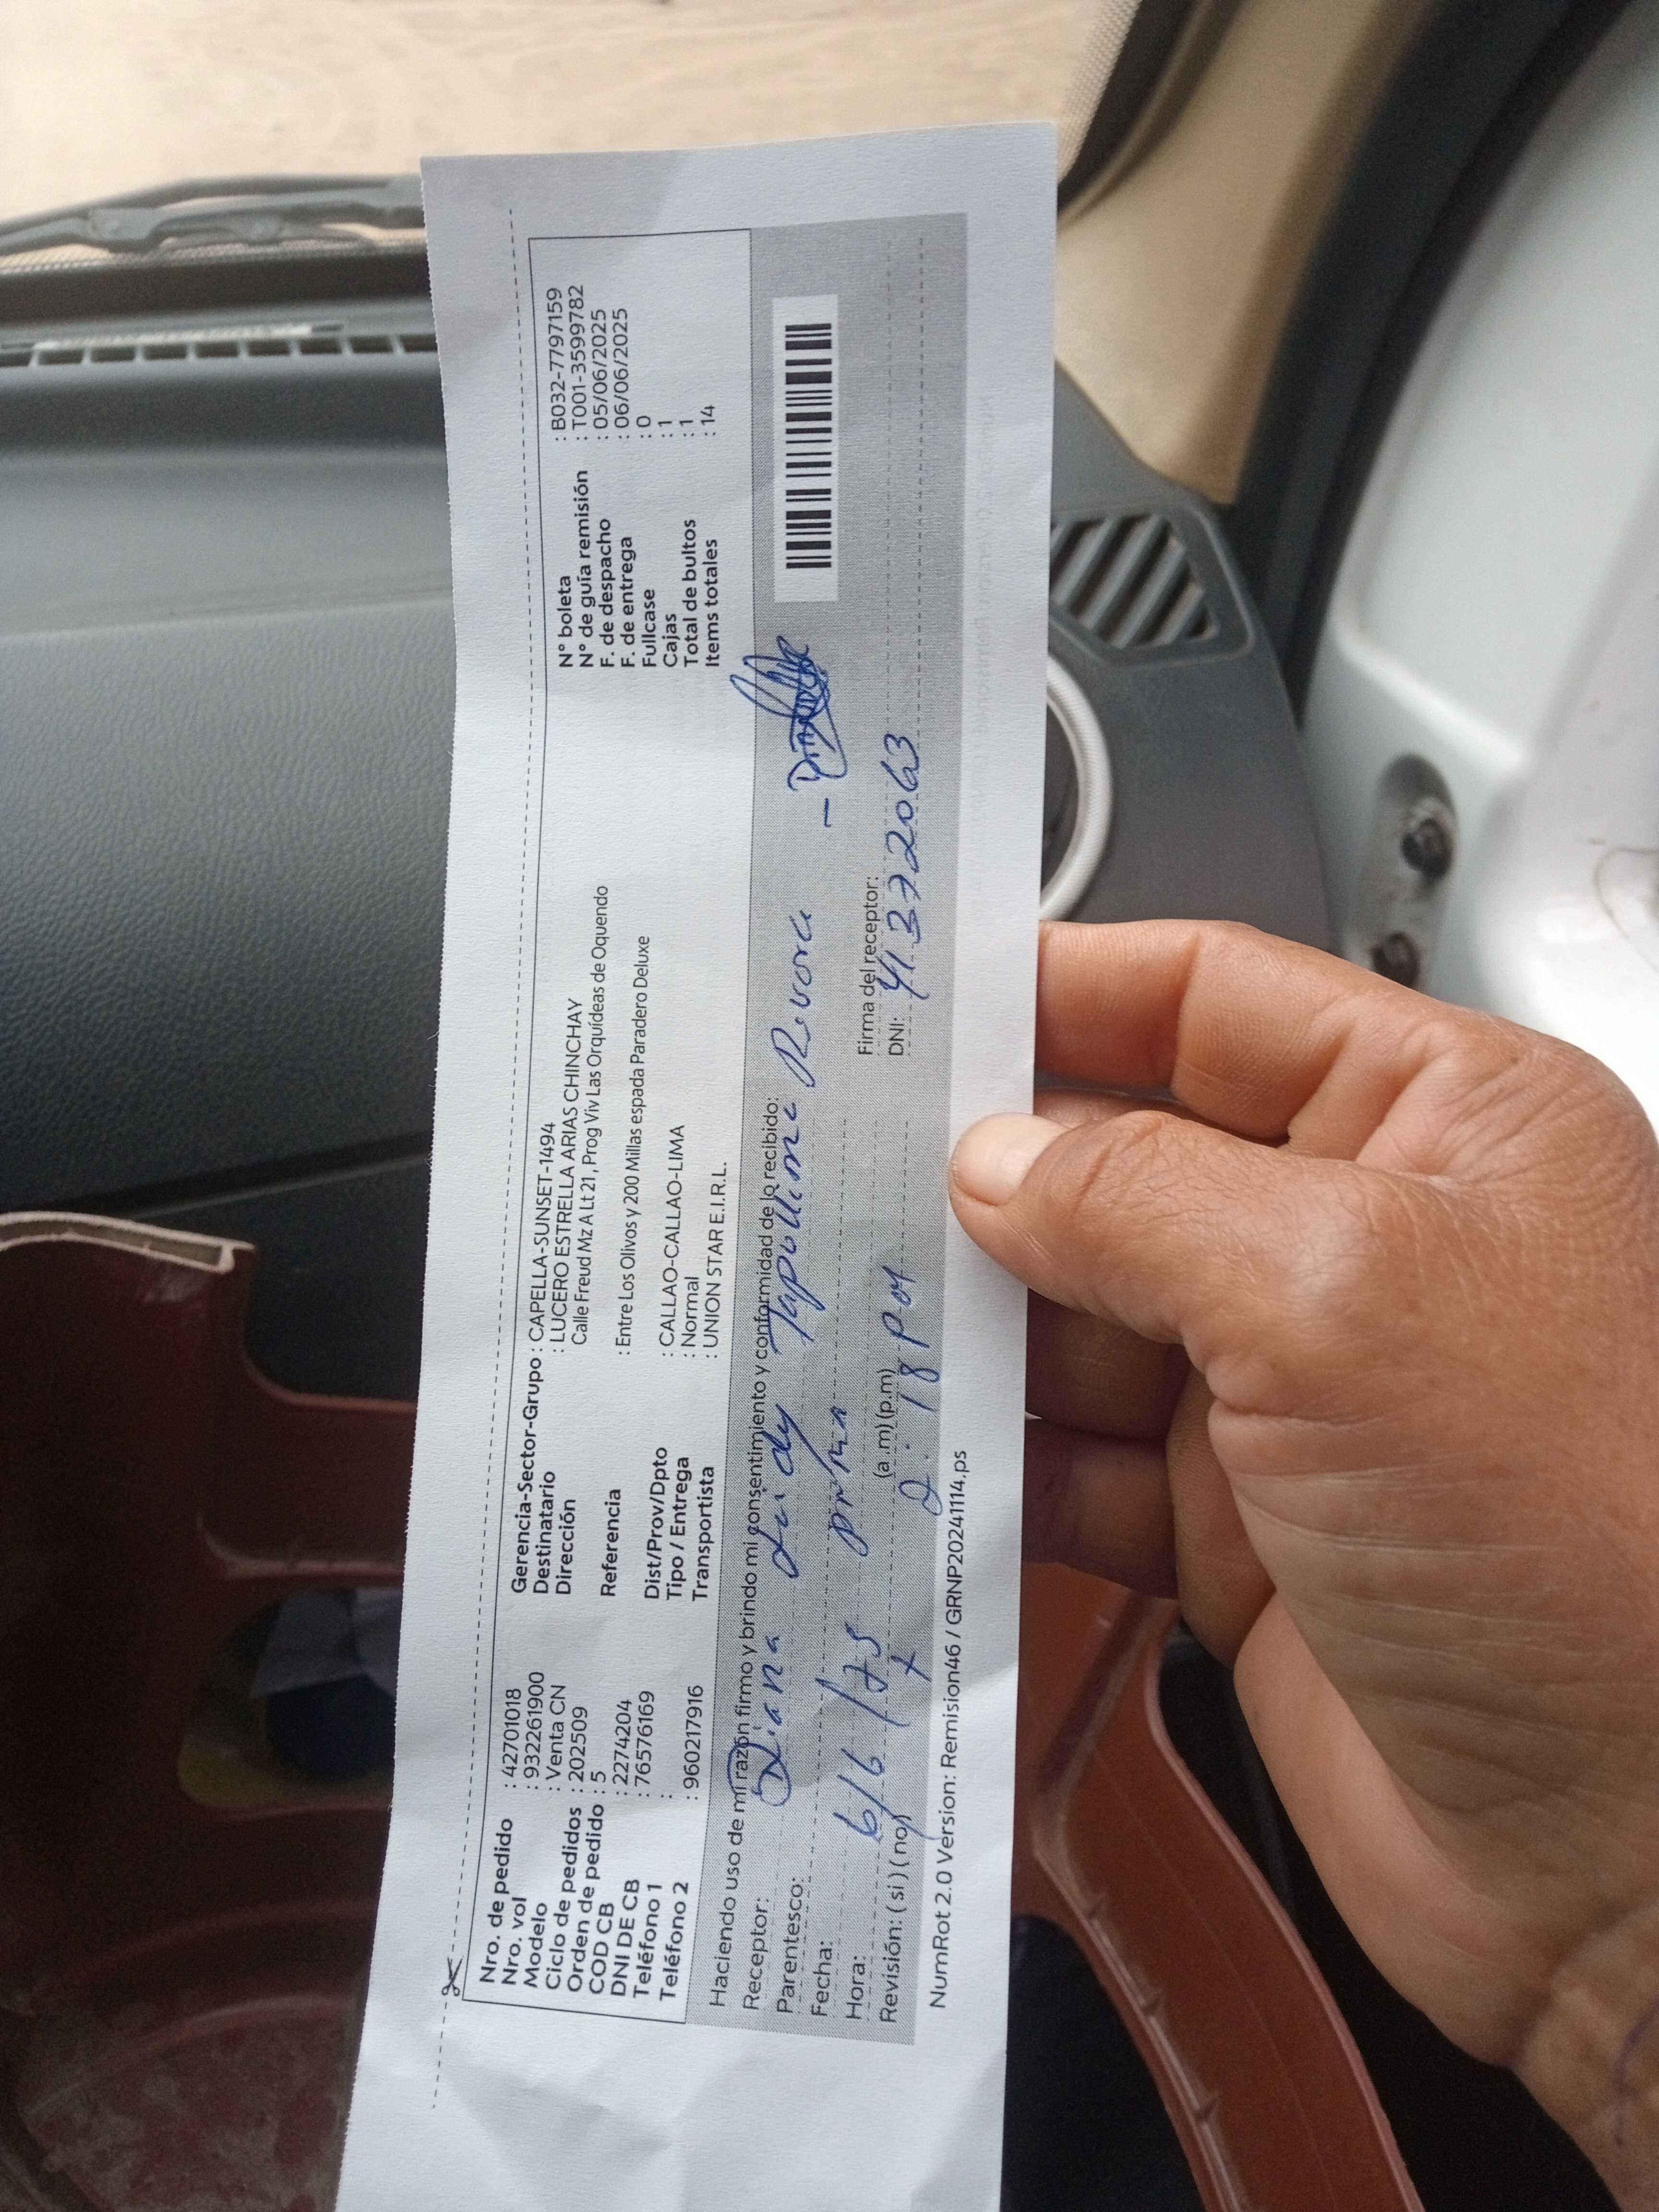 Nro. de pedido : 42701018
Nro. vol : 932261900
Modelo : Venta CN
Ciclo de pedidos : 202509
Orden de pedido : 5
COD CB : 2274204
DNI DE CB : 76576169
Teléfono 1 :
Teléfono 2 : 960217916
Gerencia-Sector-Grupo : CAPELLA-SUNSET-1494
Destinatario : LUCERO ESTRELLA ARIAS CHINCHAY
Dirección Calle Freud Mz A Lt 21, Prog Viv Las Orquídeas de Oquendo
Referencia : Entre Los Olivos y 200 Millas espada Paradero Deluxe
Dist/Prov/Dpto : CALLAO-CALLAO-LIMA
Tipo / Entrega : Normal
Transportista : UNION STAR E.I.R.L.
N° boleta : B032-7797159
N° de guía remisión : T001-3599782
F. de despacho : 05/06/2025
F. de entrega : 06/06/2025
Fullcase : 0
Cajas : 1
Total de bultos : 1
Items totales : 14
Haciendo uso de mi razón firmo y brindo mi consentimiento y conformidad de lo recibido:
Receptor: Diana Leidy Tapullima
Parentesco: prima
Fecha: 6/6/25
Firma del receptor:
Hora: (a.m) (p.m) 2:18 PM
DNI: 41372063
Revisión: ( si ) ( no )
NumRot 2.0 Version: Remision46 / GRNP20241114.ps